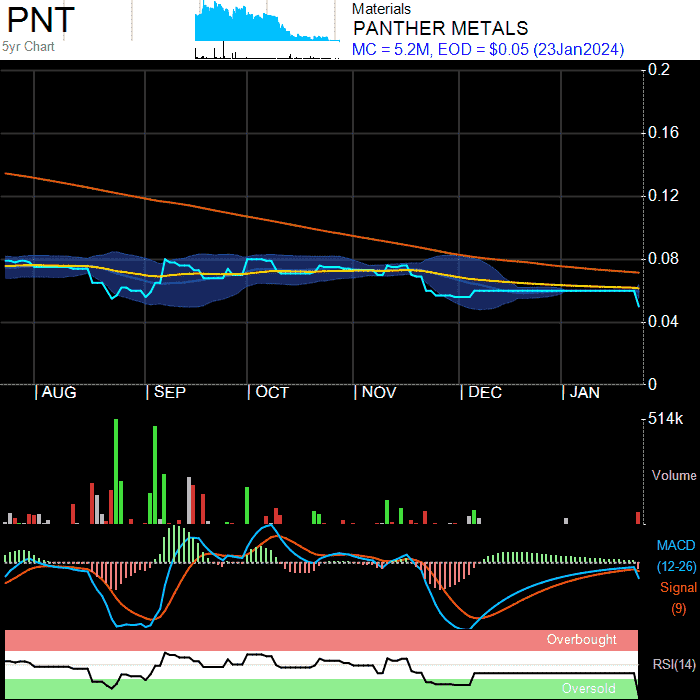 PNT
5yr Chart
Materials
PANTHER METALS
MC = 5.2M, EOD = $0.05 (23Jan2024)
0.2
0.16
0.12
0.08
0.04
0
AUG SEP OCT NOV DEC JAN
514k
Volume
MACD
(12-26)
Signal
(9)
Overbought
RSI(14)
Oversold